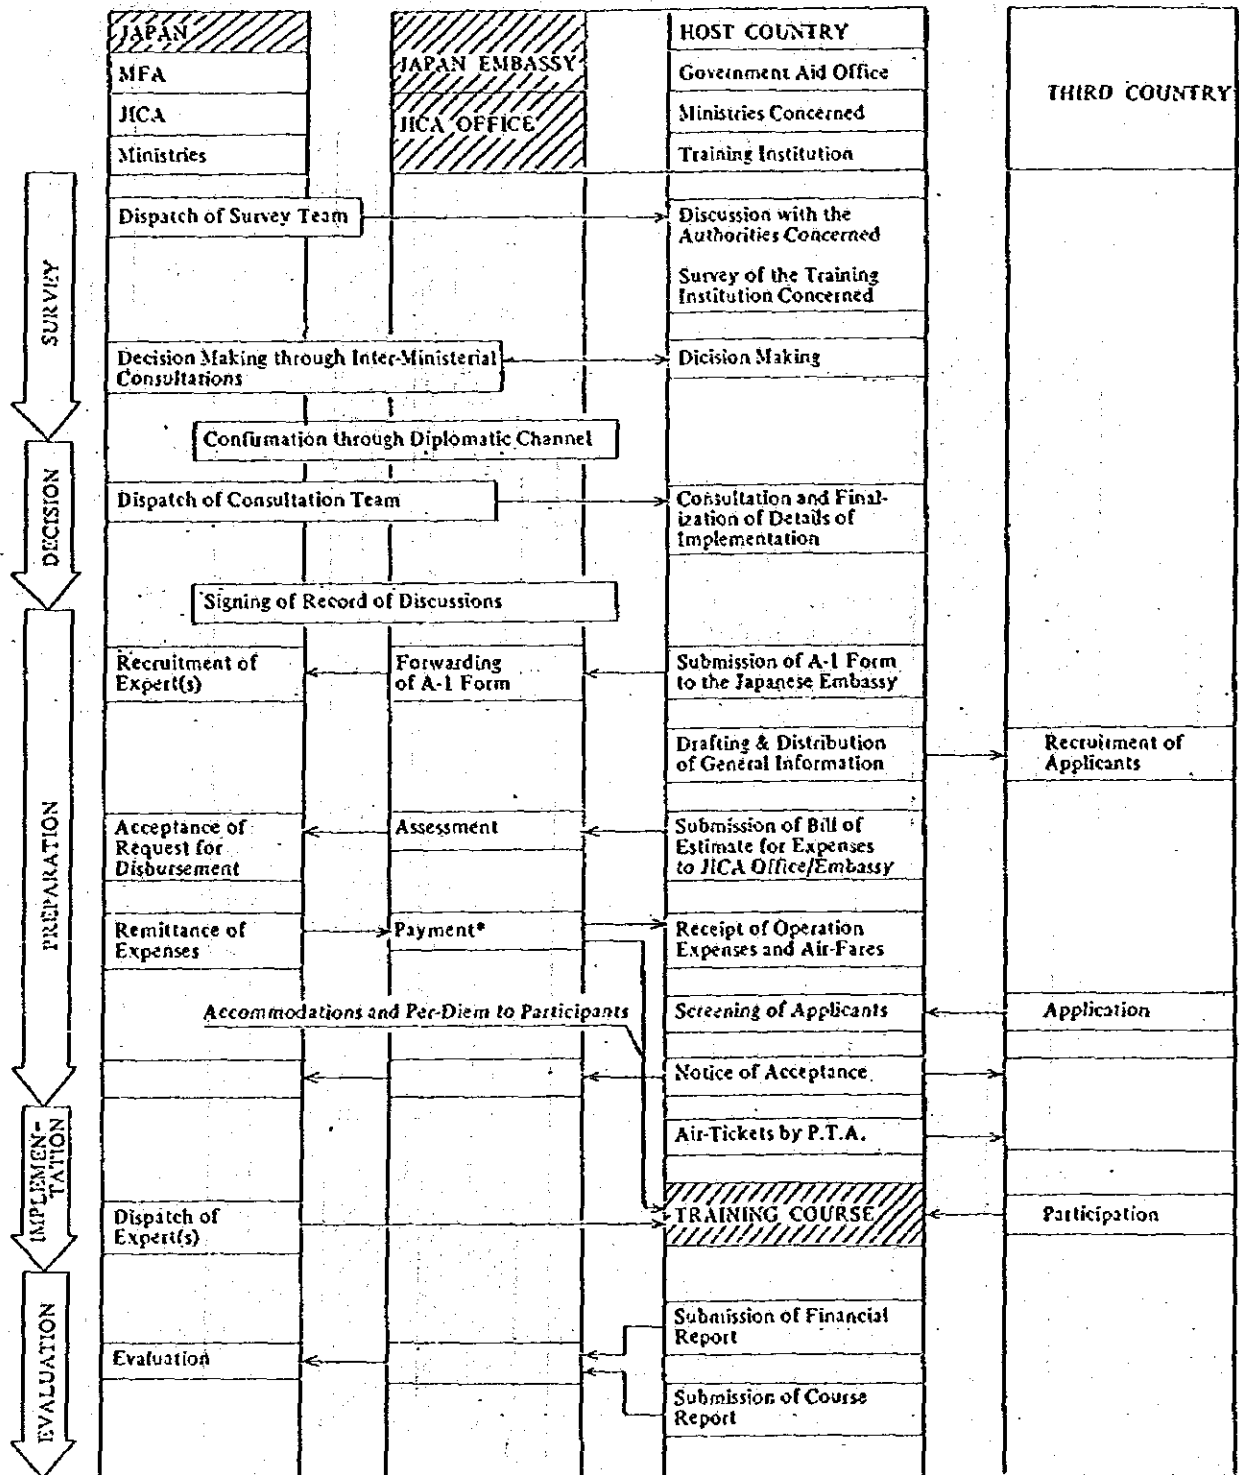 JAPAN
MFA
JICA
Ministries
JAPAN EMBASSY
JICA OFFICE
HOST COUNTRY
Government Aid Office
Ministries Concerned
Training Institution
THIRD COUNTRY
SURVEY
Dispatch of Survey Team
Discussion with the
Authorities Concerned
Survey of the Training
Institution Concerned
Decision Making through Inter-Ministerial
Consultations
Dicision Making
Confirmation through Diplomatic Channel
DECISION
Dispatch of Consultation Team
Consultation and Final-
ization of Details of
Implementation
Signing of Record of Discussions
PREPARATION
Recruitment of
Expert(s)
Forwarding
of A-1 Form
Submission of A-1 Form
to the Japanese Embassy
Drafting & Distribution
of General Information
Recruitment of
Applicants
Acceptance of
Request for
Disbursement
Assessment
Submission of Bill of
Estimate for Expenses
to JICA Office/Embassy
Remittance of
Expenses
Payment*
Receipt of Operation
Expenses and Air-Fares
Accommodations and Per-Diem to Participants
Screening of Applicants
Application
Notice of Acceptance
IMPLEMEN-
TATION
Air-Tickets by P.T.A.
Dispatch of
Expert(s)
TRAINING COURSE
Participation
EVALUATION
Submission of Financial
Report
Evaluation
Submission of Course
Report